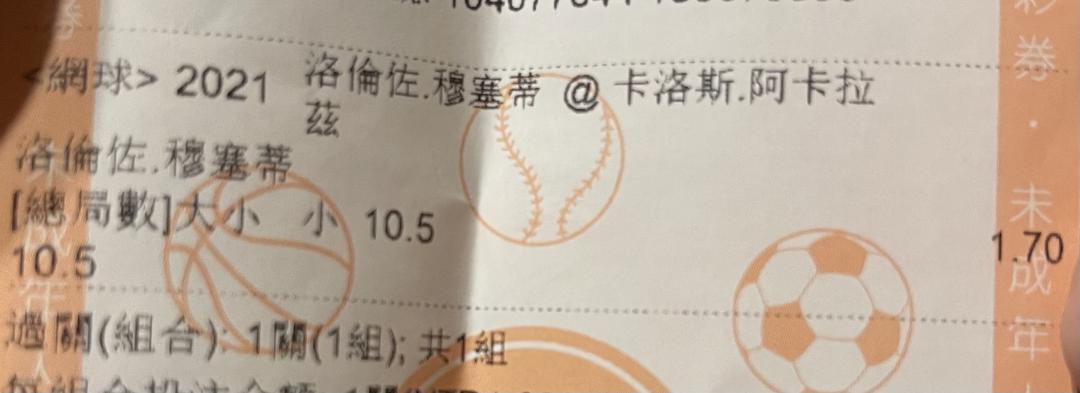 <網球> 2021 洛倫佐.穆塞蒂 @ 卡洛斯.阿卡拉
茲
洛倫佐.穆塞蒂
[總局數]大小 小 10.5
10.5
1.70
過關(組合): 1關(1組); 共1組
彩券・未成年